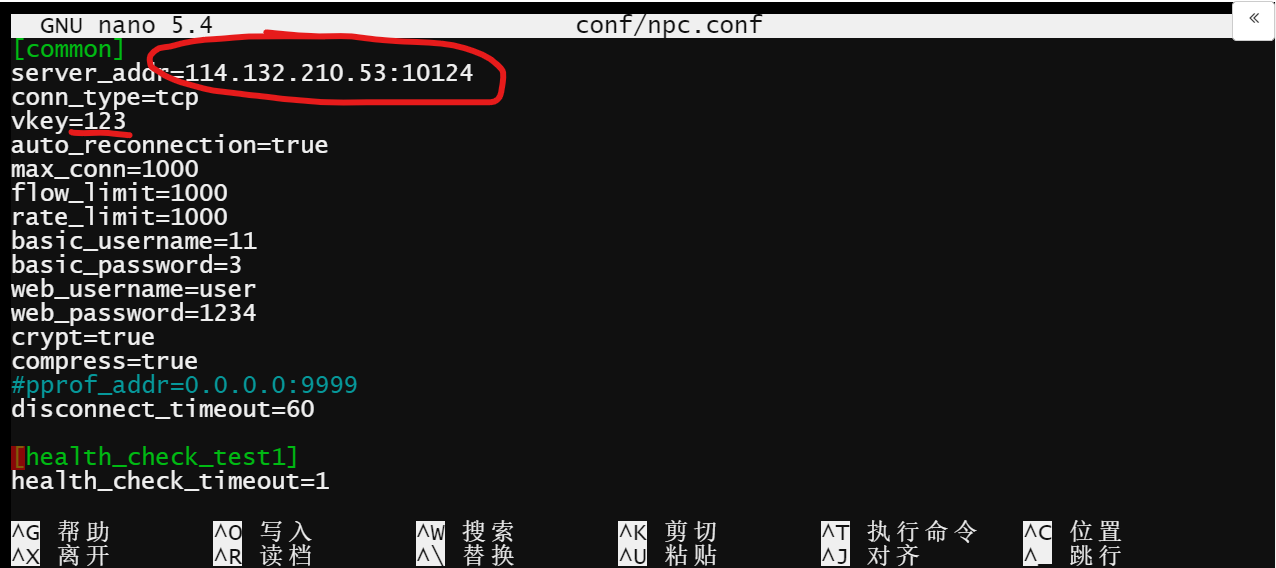 GNU nano 5.4 conf/npc.conf «
[common]
server_addr=114.132.210.53:10124
conn_type=tcp
vkey=123
auto_reconnection=true
max_conn=1000
flow_limit=1000
rate_limit=1000
basic_username=11
basic_password=3
web_username=user
web_password=1234
crypt=true
compress=true
#pprof_addr=0.0.0.0:9999
disconnect_timeout=60
[health_check_test1]
health_check_timeout=1
^G 帮助 ^O 写入 ^W 搜索 ^K 剪切 ^T 执行命令 ^C 位置
^X 离开 ^R 读档 ^\ 替换 ^U 粘贴 ^J 对齐 ^_ 跳行